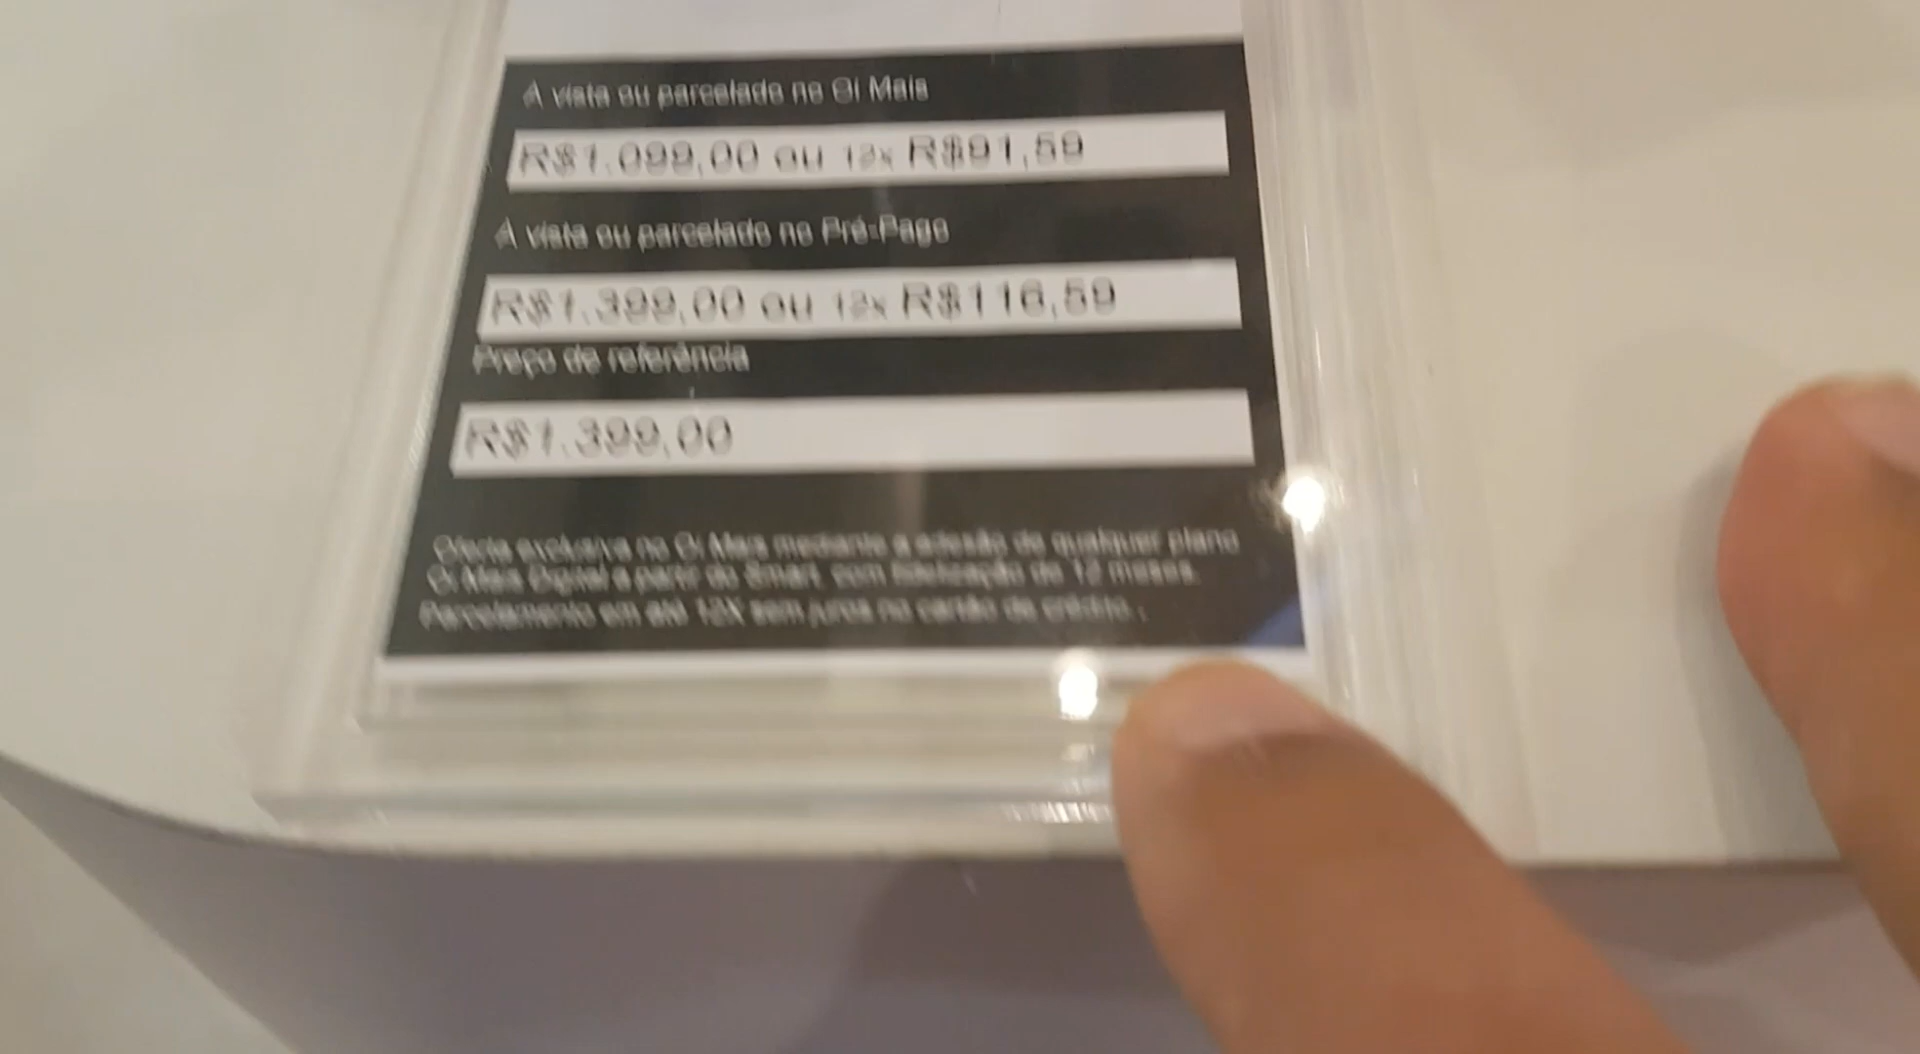 A vista ou parcelado no Oi Mais
R$1.099,00 ou 12x R$91,59
A vista ou parcelado no Pré-Pago
R$1.399,00 ou 12x R$116,59
Preço de referência
R$1.399,00
Oferta exclusiva no Oi Mais mediante a adesão de qualquer plano
Oi Mais Digital a partir do Smart, com fidelização de 12 meses.
Parcelamento em até 12X sem juros no cartão de crédito. .